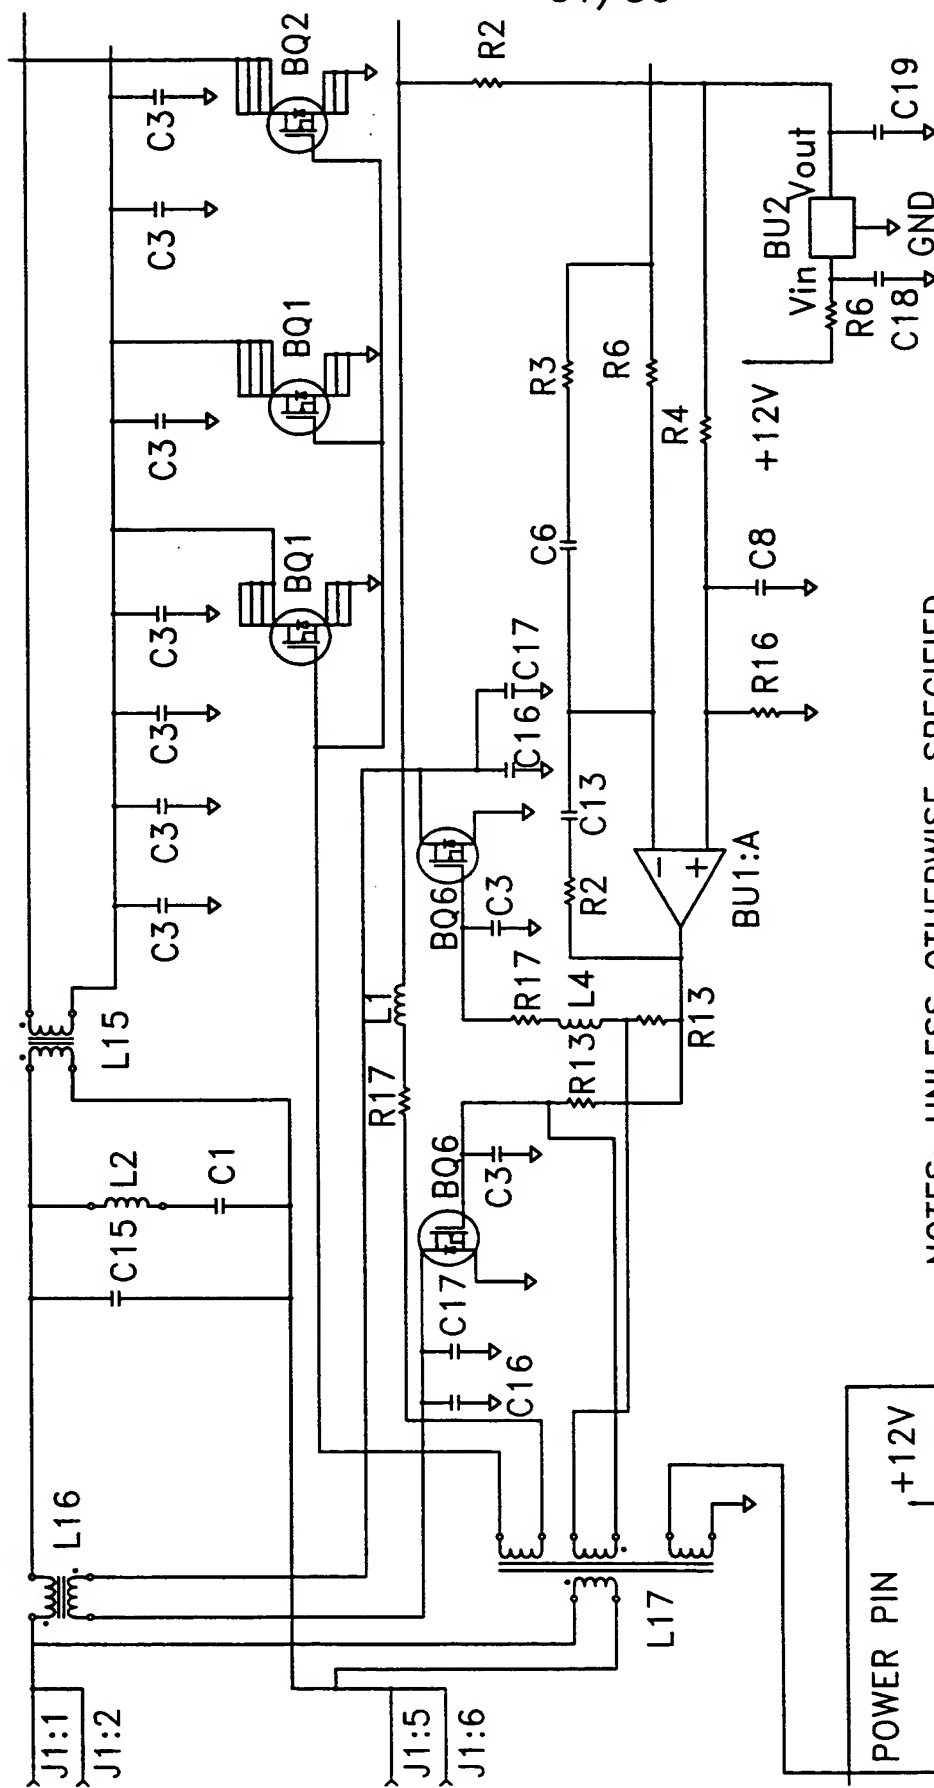 J1:1
J1:2
J1:5
J1:6
L16
C15
L2
C1
L15
C3
C3
C3
C3
C3
C3
C3
BQ1
BQ1
BQ2
L17
C16
C17
BQ6
C3
R17
L1
BQ6
C3
C16
C17
R13
R17
L4
R13
R2
C13
C6
R3
R6
R2
BU1:A
-
+
R16
C8
R4
+12V
Vin
BU2
Vout
R6
C18
GND
C19
POWER PIN
+12V